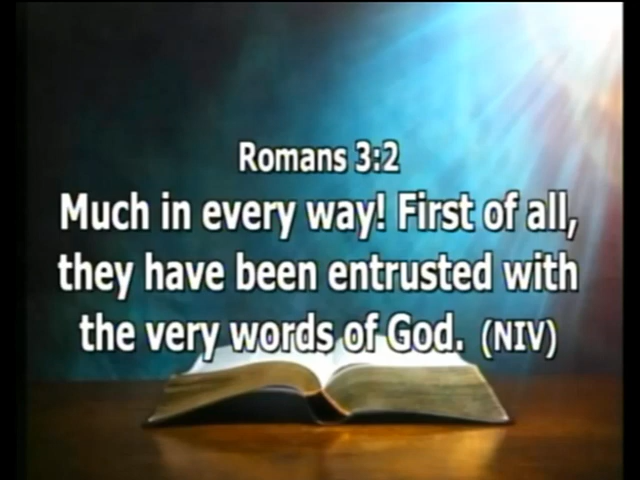 Romans 3:2
Much in every way! First of all,
they have been entrusted with
the very words of God. (NIV)